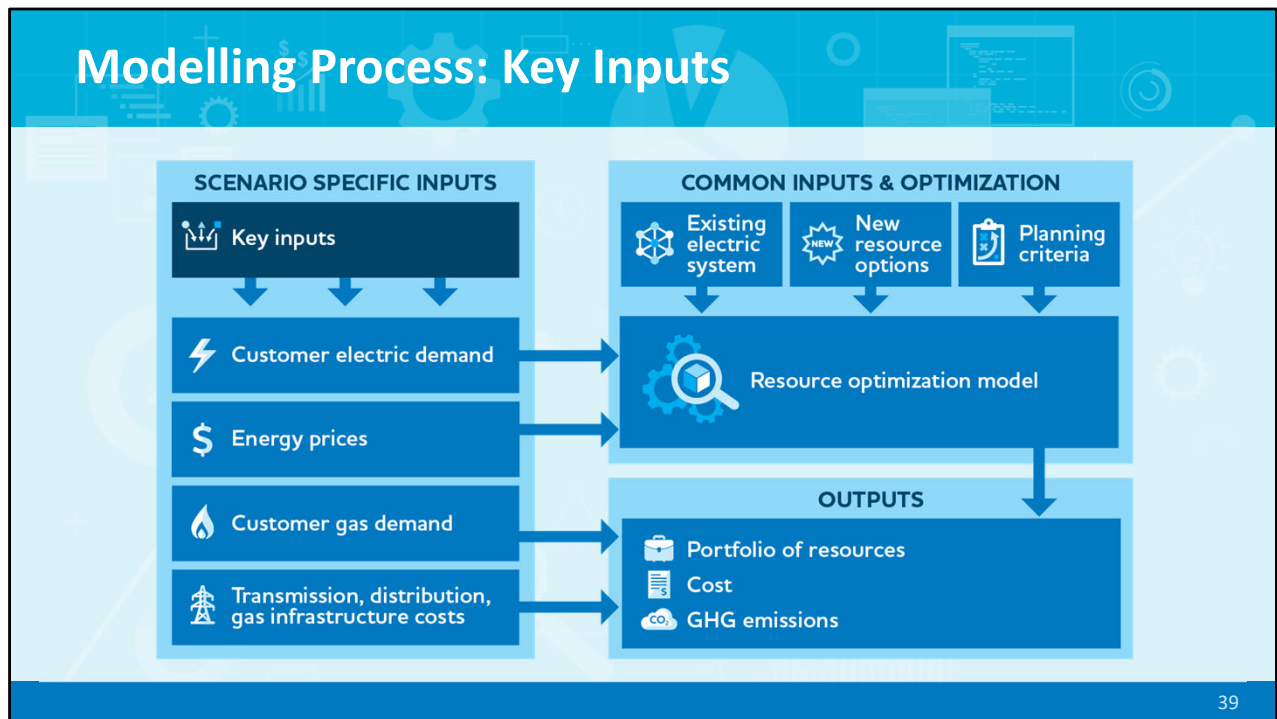 Modelling Process: Key Inputs
SCENARIO SPECIFIC INPUTS
Key inputs
Customer electric demand
Energy prices
Customer gas demand
Transmission, distribution,
gas infrastructure costs
COMMON INPUTS & OPTIMIZATION
Existing
electric
system
NEW
New
resource
options
Planning
criteria
Resource optimization model
OUTPUTS
Portfolio of resources
$
Cost
CO₂
GHG emissions
39